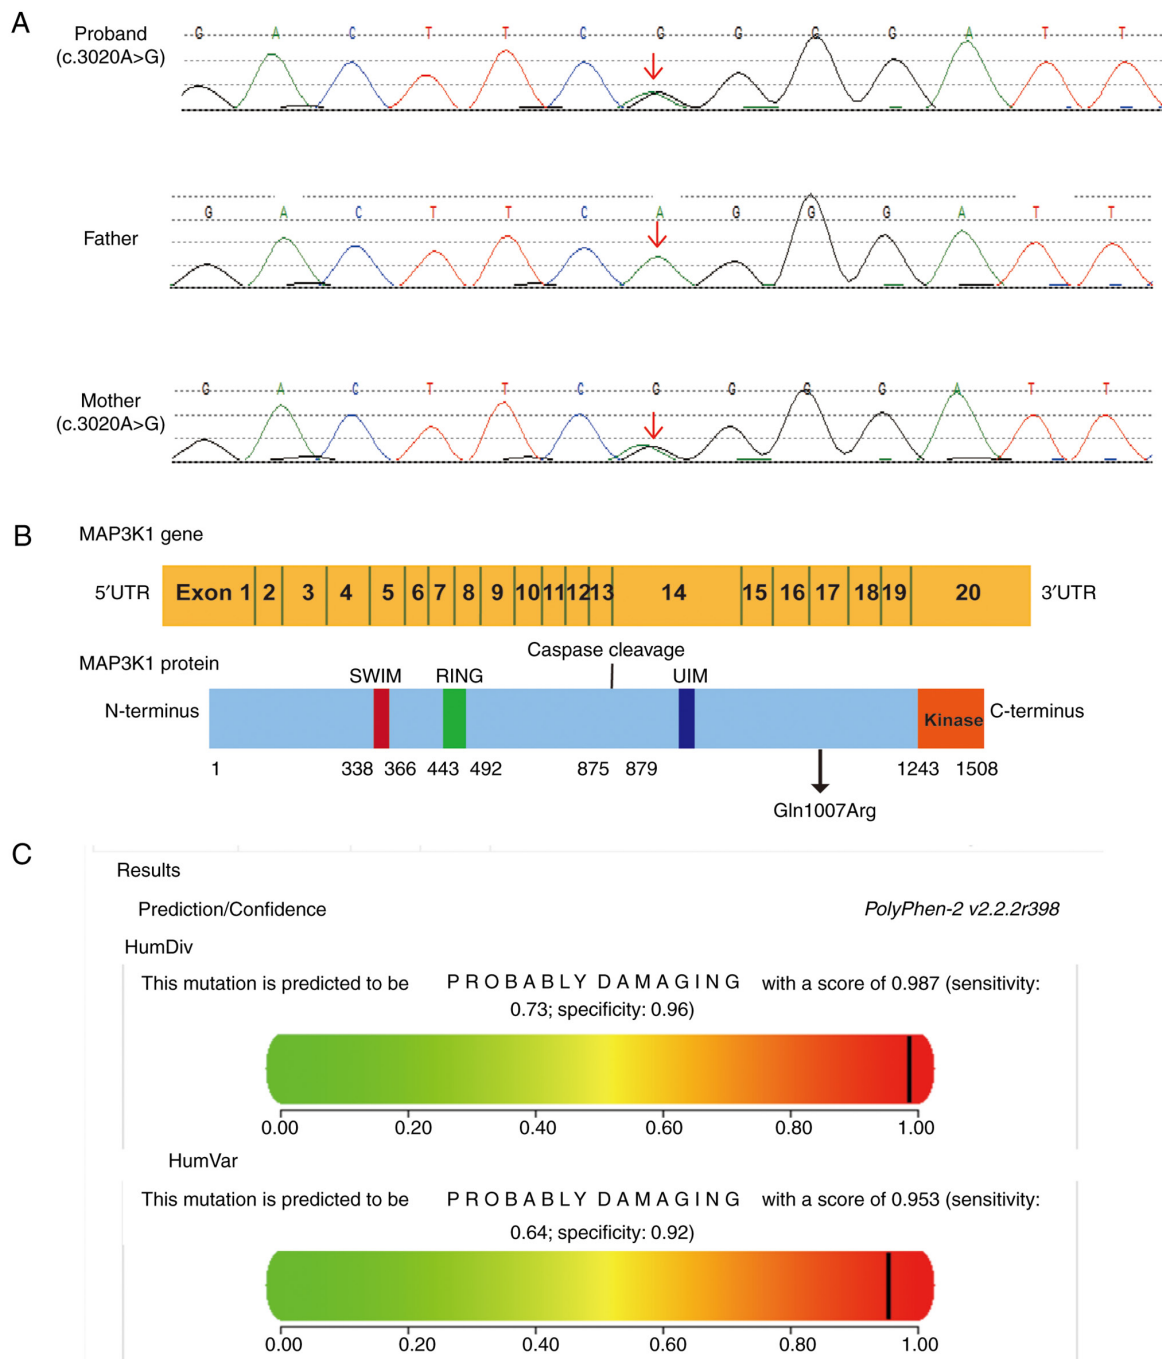 A
Proband
(c.3020A>G)
G A C T T C G G G G A T T
Father
G A C T T C A G G G A T T
Mother
(c.3020A>G)
G A C T T C G G G G A T T
B
MAP3K1 gene
5′UTR Exon 1 2 3 4 5 6 7 8 9 10 11 12 13 14 15 16 17 18 19 20 3′UTR
Caspase cleavage
MAP3K1 protein
SWIM RING UIM
N-terminus Kinase C-terminus
1 338 366 443 492 875 879 1243 1508
Gln1007Arg
C
Results
Prediction/Confidence PolyPhen-2 v2.2.2r398
HumDiv
This mutation is predicted to be PROBABLY DAMAGING with a score of 0.987 (sensitivity:
0.73; specificity: 0.96)
0.00 0.20 0.40 0.60 0.80 1.00
HumVar
This mutation is predicted to be PROBABLY DAMAGING with a score of 0.953 (sensitivity:
0.64; specificity: 0.92)
0.00 0.20 0.40 0.60 0.80 1.00